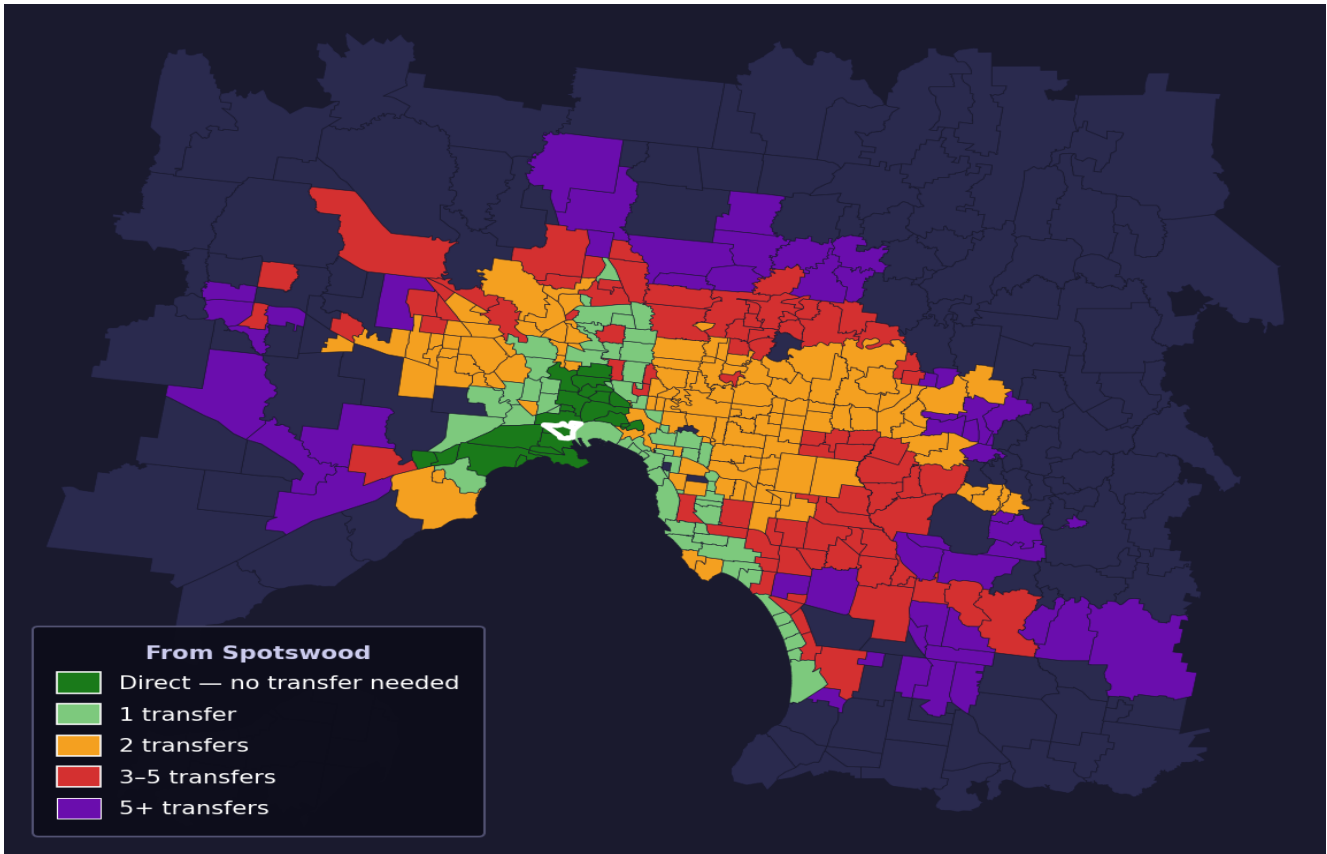 From Spotswood
Direct — no transfer needed
1 transfer
2 transfers
3–5 transfers
5+ transfers